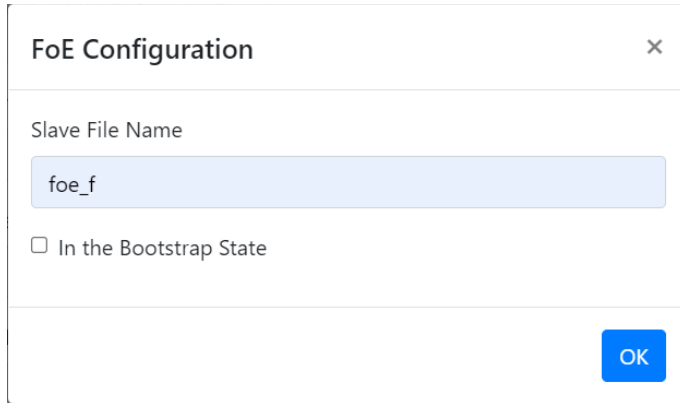 FoE Configuration
×
Slave File Name
foe_f
In the Bootstrap State
OK